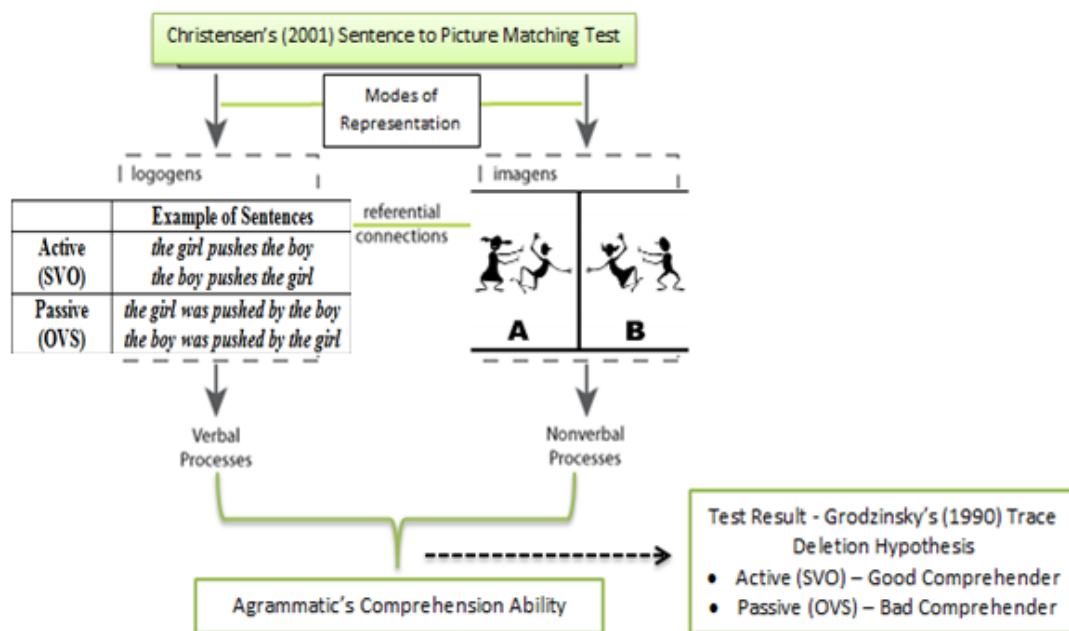 Christensen's (2001) Sentence to Picture Matching Test
Modes of
Representation
logogens
imagens
Example of Sentences
Active
(SVO)
the girl pushes the boy
the boy pushes the girl
Passive
(OVS)
the girl was pushed by the boy
the boy was pushed by the girl
referential
connections
A
B
Verbal
Processes
Nonverbal
Processes
Agrammatic's Comprehension Ability
Test Result - Grodzinsky's (1990) Trace
Deletion Hypothesis
• Active (SVO) – Good Comprehender
• Passive (OVS) – Bad Comprehender